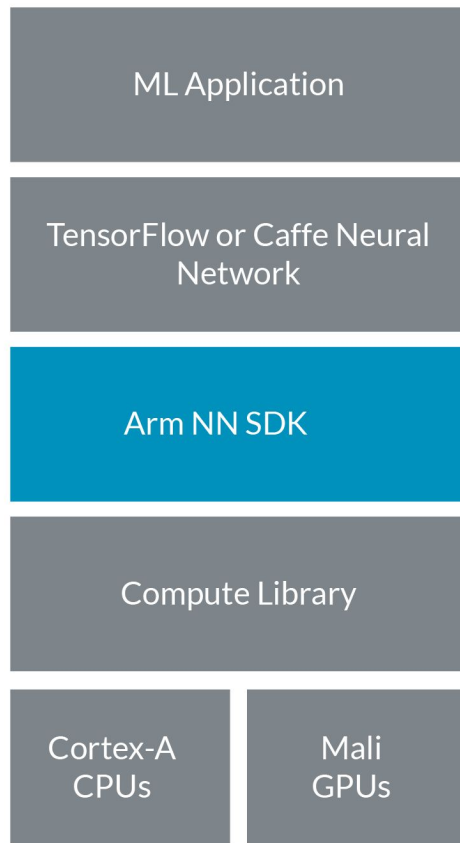 ML Application
TensorFlow or Caffe Neural
Network
Arm NN SDK
Compute Library
Cortex-A
CPUs
Mali
GPUs